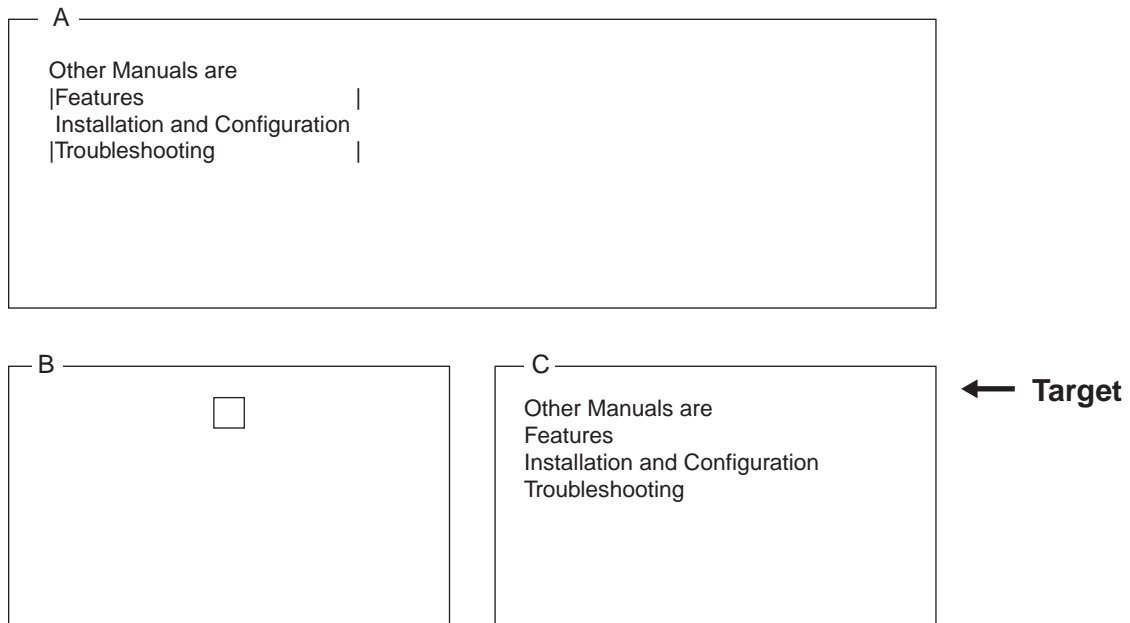 A
Other Manuals are
|Features |
Installation and Configuration
|Troubleshooting |
B
C
Target
Other Manuals are
Features
Installation and Configuration
Troubleshooting